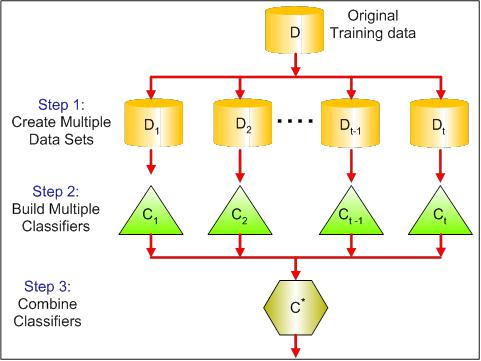 D
Original
Training data
Step 1:
Create Multiple
Data Sets
D1 D2 .... Dt-1 Dt
Step 2:
Build Multiple
Classifiers
C1 C2 Ct -1 Ct
Step 3:
Combine
Classifiers
C*